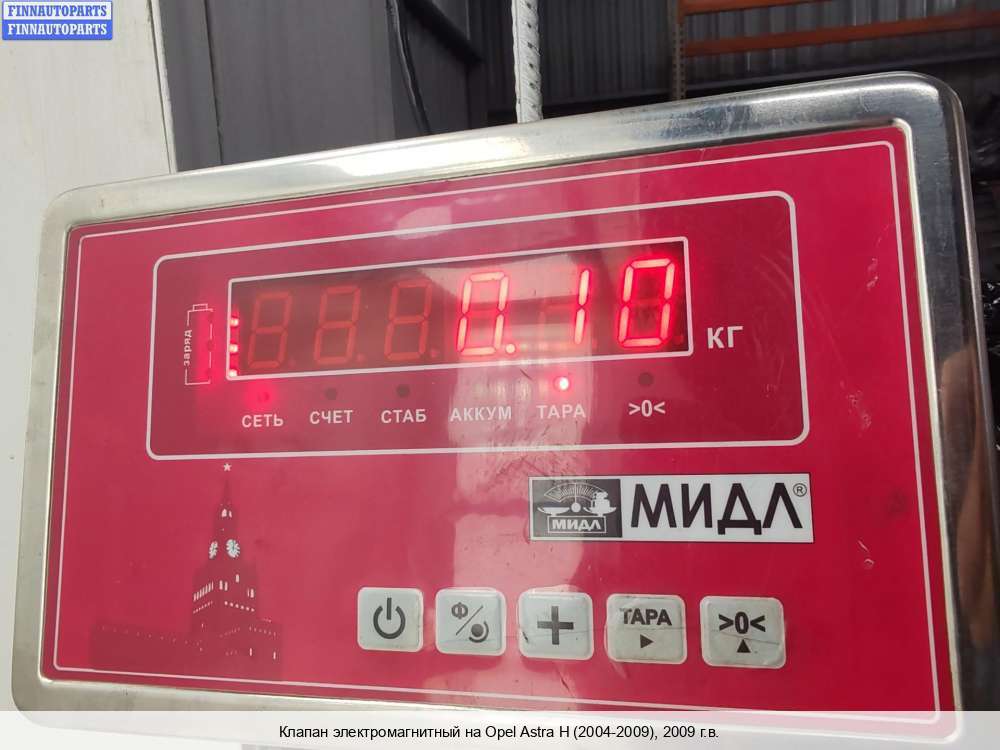 FINNAUTOPARTS
FINNAUTOPARTS
заряд
0.10 КГ
СЕТЬ СЧЕТ СТАБ АККУМ ТАРА >0<
МИДЛ МИДЛ®
Ф ТАРА >0<
Клапан электромагнитный на Opel Astra H (2004-2009), 2009 г.в.